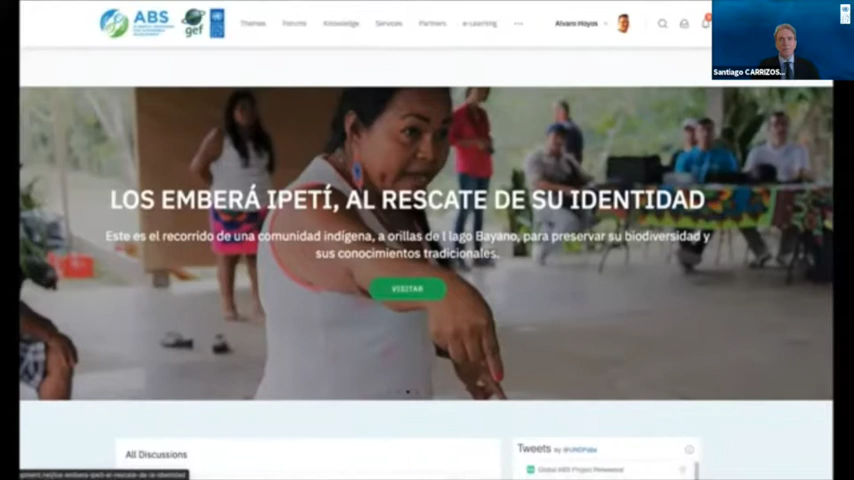 ABS
gef
Themes Forums Knowledge Services Partners e-Learning
Alvaro Hoyos
Santiago CARRIZOS...
LOS EMBERÁ IPETÍ, AL RESCATE DE SU IDENTIDAD
Este es el recorrido de una comunidad indígena, a orillas de l lago Bayano, para preservar su biodiversidad y
sus conocimientos tradicionales.
VISITAR
All Discussions
Tweets by @UNDPabs
Global ABS Project Retweeted